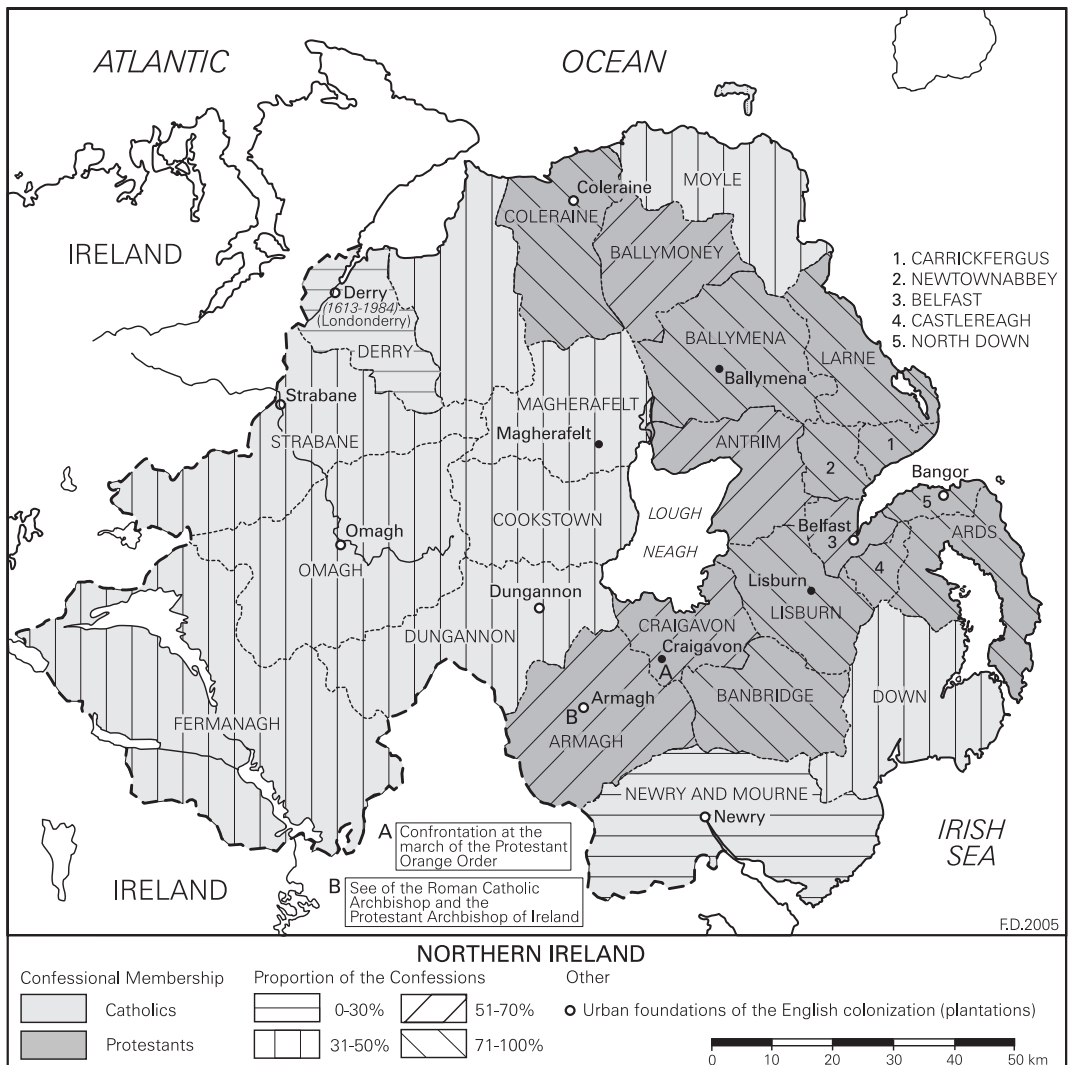 ATLANTIC
OCEAN
MOYLE
Coleraine
COLERAINE
IRELAND
BALLYMONEY
1. CARRICKFERGUS
2. NEWTOWNABBEY
3. BELFAST
4. CASTLEREAGH
5. NORTH DOWN
Derry
(1613-1984)
(Londonderry)
DERRY
BALLYMENA
LARNE
Ballymena
Strabane
MAGHERAFELT
STRABANE
Magherafelt
ANTRIM
1
2
Bangor
5
LOUGH
NEAGH
COOKSTOWN
Omagh
OMAGH
Belfast
3
ARDS
4
Lisburn
LISBURN
Dungannon
DUNGANNON
CRAIGAVON
Craigavon
A
Armagh
B
ARMAGH
BANBRIDGE
DOWN
FERMANAGH
NEWRY AND MOURNE
Newry
IRISH
SEA
A
Confrontation at the
march of the Protestant
Orange Order
IRELAND
B
See of the Roman Catholic
Archbishop and the
Protestant Archbishop of Ireland
F.D.2005
NORTHERN IRELAND
Confessional Membership
Catholics
Protestants
Proportion of the Confessions
0-30%
51-70%
31-50%
71-100%
Other
Urban foundations of the English colonization (plantations)
0 10 20 30 40 50 km